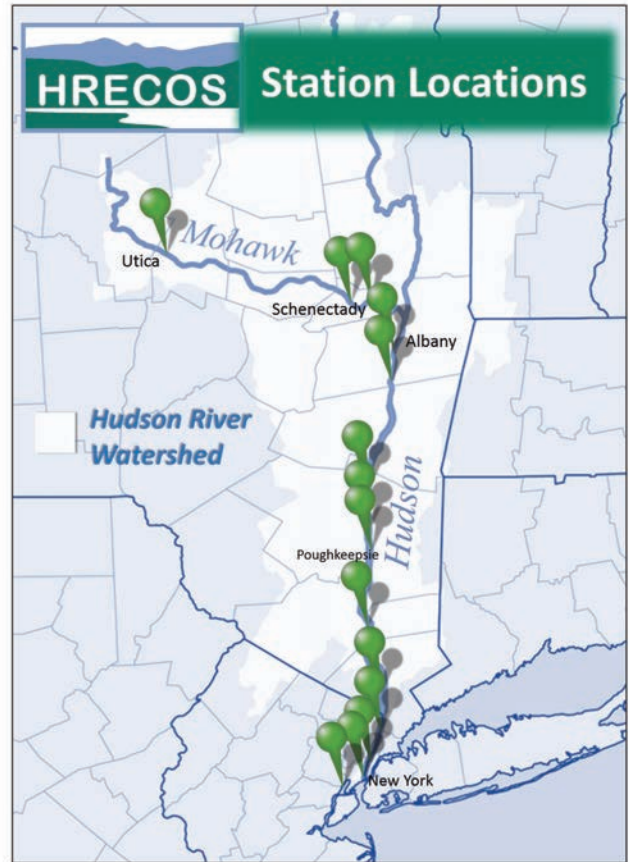 HRECOS
Station Locations
Mohawk
Utica
Schenectady
Albany
Hudson River
Watershed
Hudson
Poughkeepsie
New York